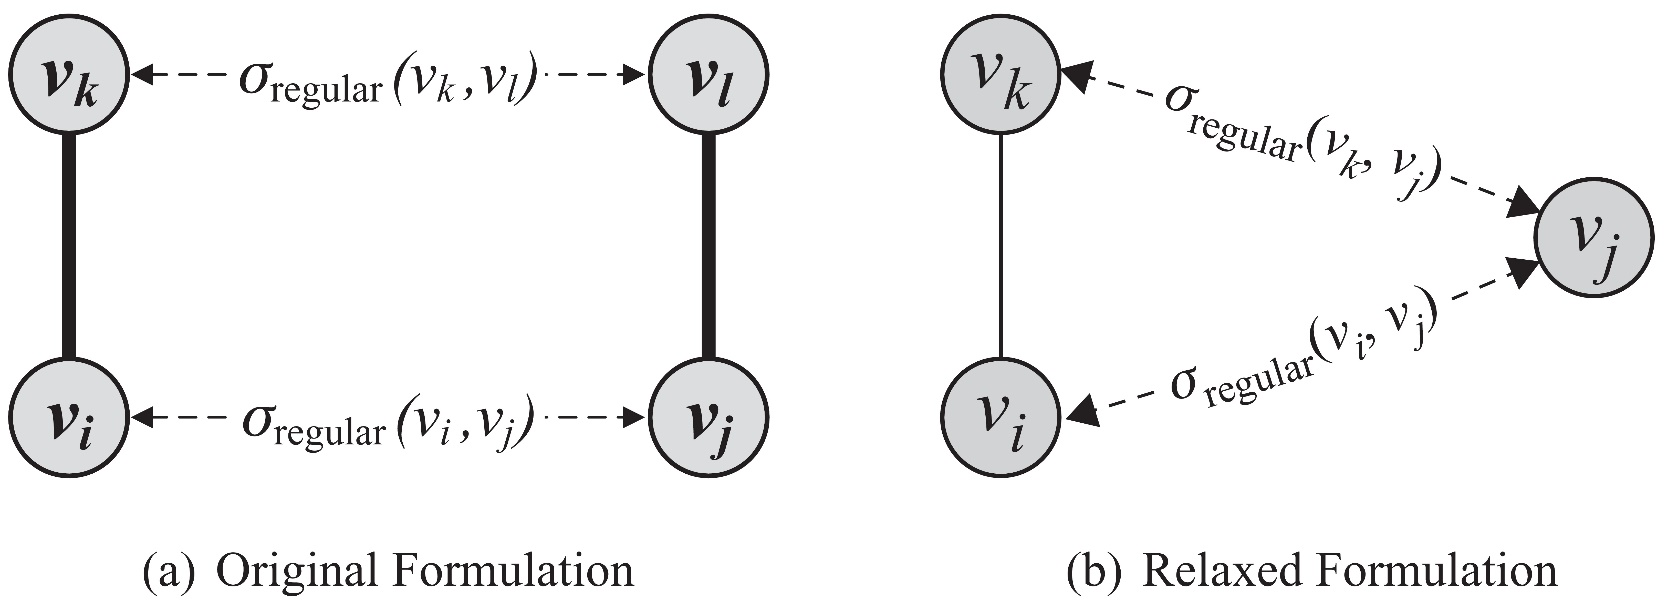 v_k σ_regular(v_k, v_l) v_l
v_i σ_regular(v_i, v_j) v_j
(a) Original Formulation
v_k
σ_regular(v_k, v_j)
v_j
σ_regular(v_i, v_j)
v_i
(b) Relaxed Formulation